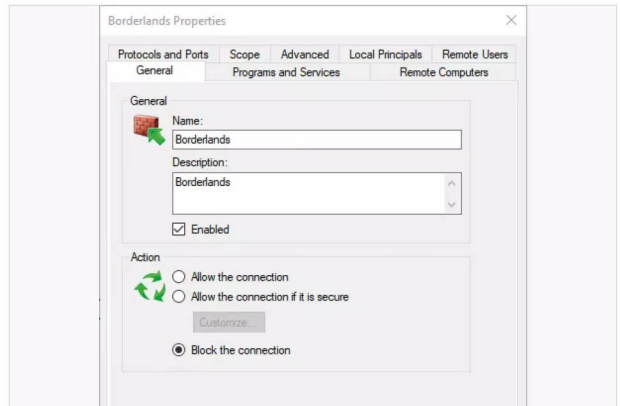 Borderlands Properties
Protocols and Ports Scope Advanced Local Principals Remote Users
General Programs and Services Remote Computers
General
Name:
Borderlands
Description:
Borderlands
Enabled
Action
Allow the connection
Allow the connection if it is secure
Customize...
Block the connection